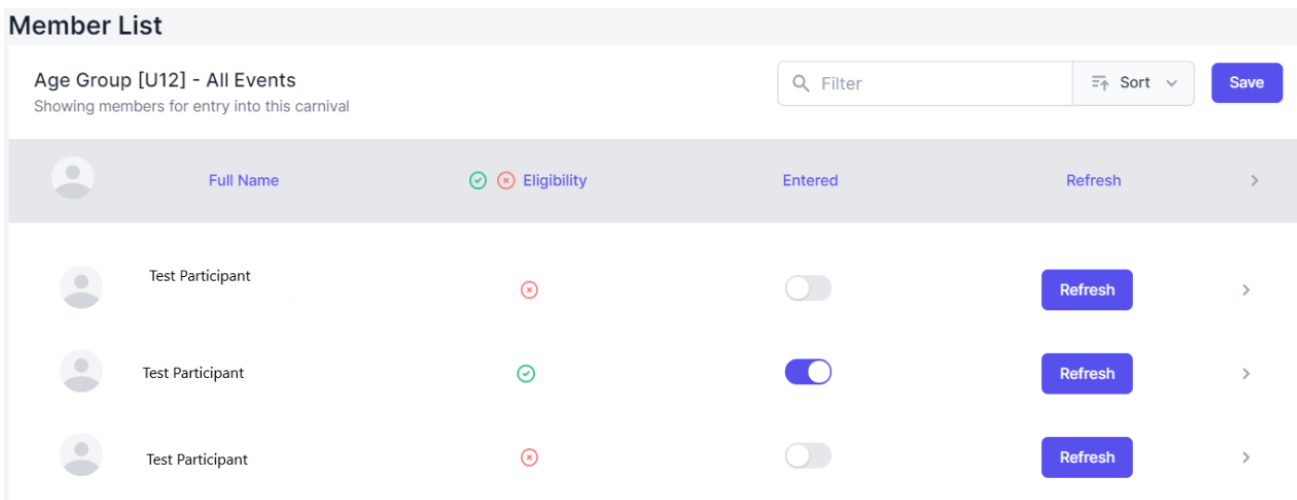 Member List
Age Group [U12] - All Events
Showing members for entry into this carnival
Filter
Sort
Save
Full Name
Eligibility
Entered
Refresh
Test Participant
Refresh
Test Participant
Refresh
Test Participant
Refresh